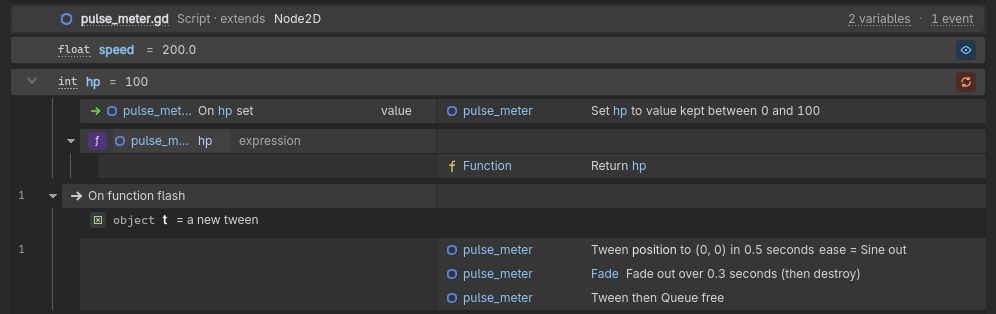 pulse_meter.gd Script · extends Node2D 2 variables · 1 event
float speed = 200.0
int hp = 100
pulse_met... On hp set value pulse_meter Set hp to value kept between 0 and 100
f pulse_m... hp expression
f Function Return hp
1 On function flash
object t = a new tween
1 pulse_meter Tween position to (0, 0) in 0.5 seconds ease = Sine out
pulse_meter Fade Fade out over 0.3 seconds (then destroy)
pulse_meter Tween then Queue free